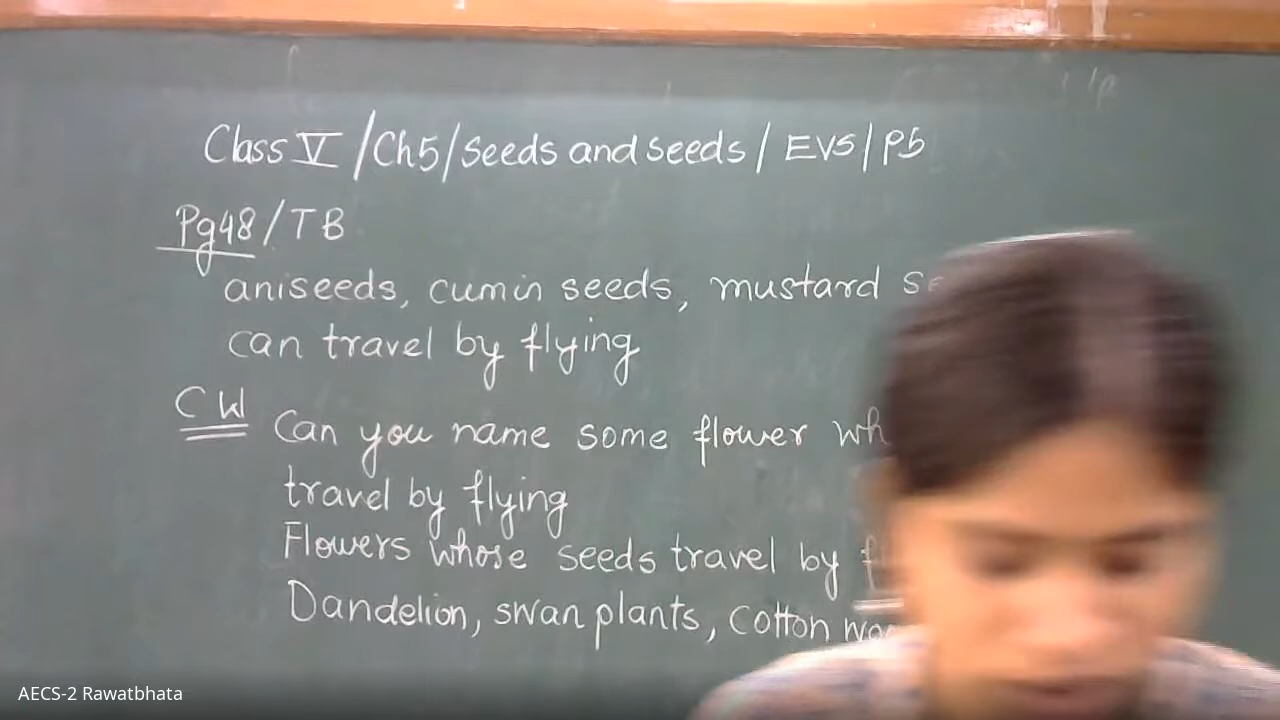 Class V / Ch5 / Seeds and seeds / EVS / P5
Pg48 / TB
aniseeds, cumin seeds, mustard
can travel by flying
CW Can you name some flower
travel by flying
Flowers whose seeds travel by
Dandelion, swan plants, cotton
AECS-2 Rawatbhata